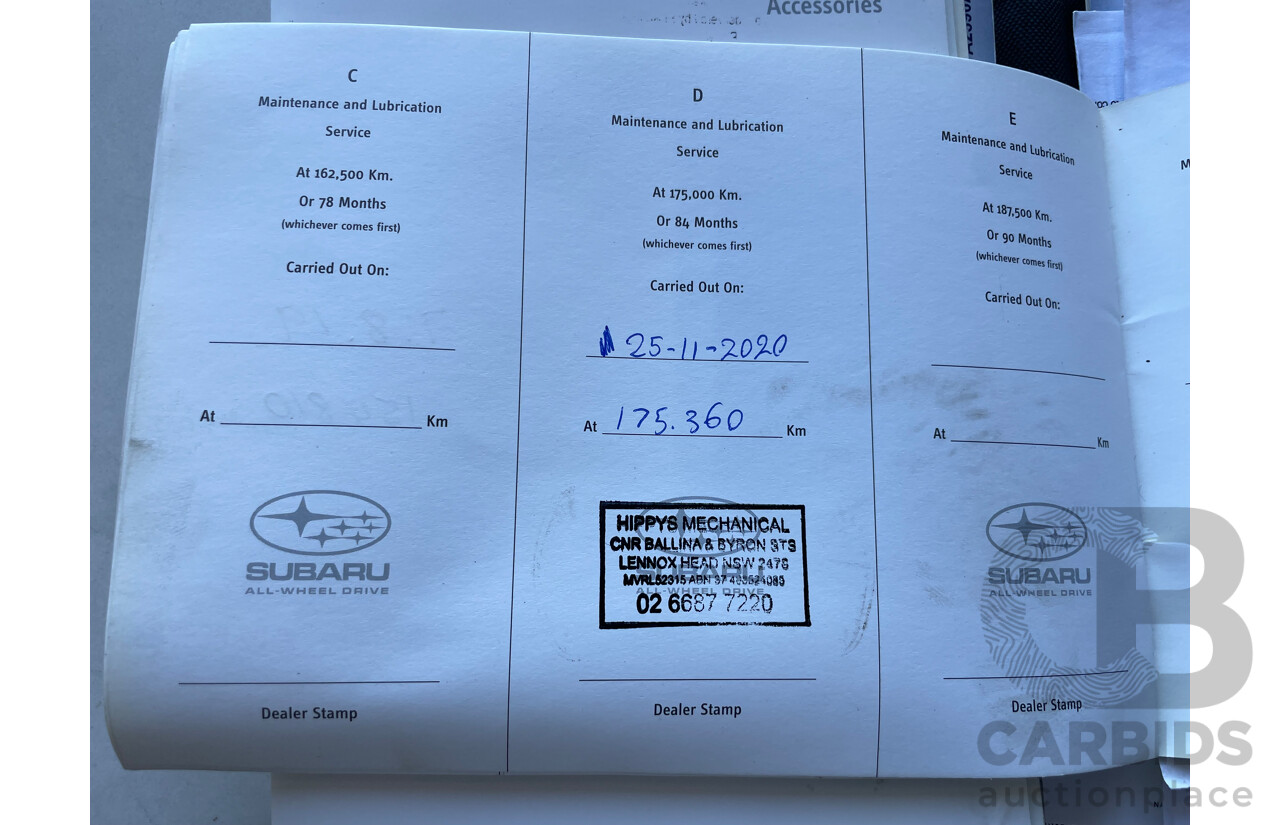 Accessories
C
Maintenance and Lubrication
Service
At 162,500 Km.
Or 78 Months
(whichever comes first)
Carried Out On:
At Km
SUBARU
ALL-WHEEL DRIVE
Dealer Stamp
D
Maintenance and Lubrication
Service
At 175,000 Km.
Or 84 Months
(whichever comes first)
Carried Out On:
25-11-2020
At 175.360 Km
HIPPYS MECHANICAL
CNR BALLINA & BYRON STS
LENNOX HEAD NSW 2478
MVRL52315 ABN
02 6687 7220
Dealer Stamp
E
Maintenance and Lubrication
Service
At 187,500 Km.
Or 90 Months
(whichever comes first)
Carried Out On:
At Km
SUBARU
ALL-WHEEL DRIVE
Dealer Stamp
CARBIDS
auctionplace